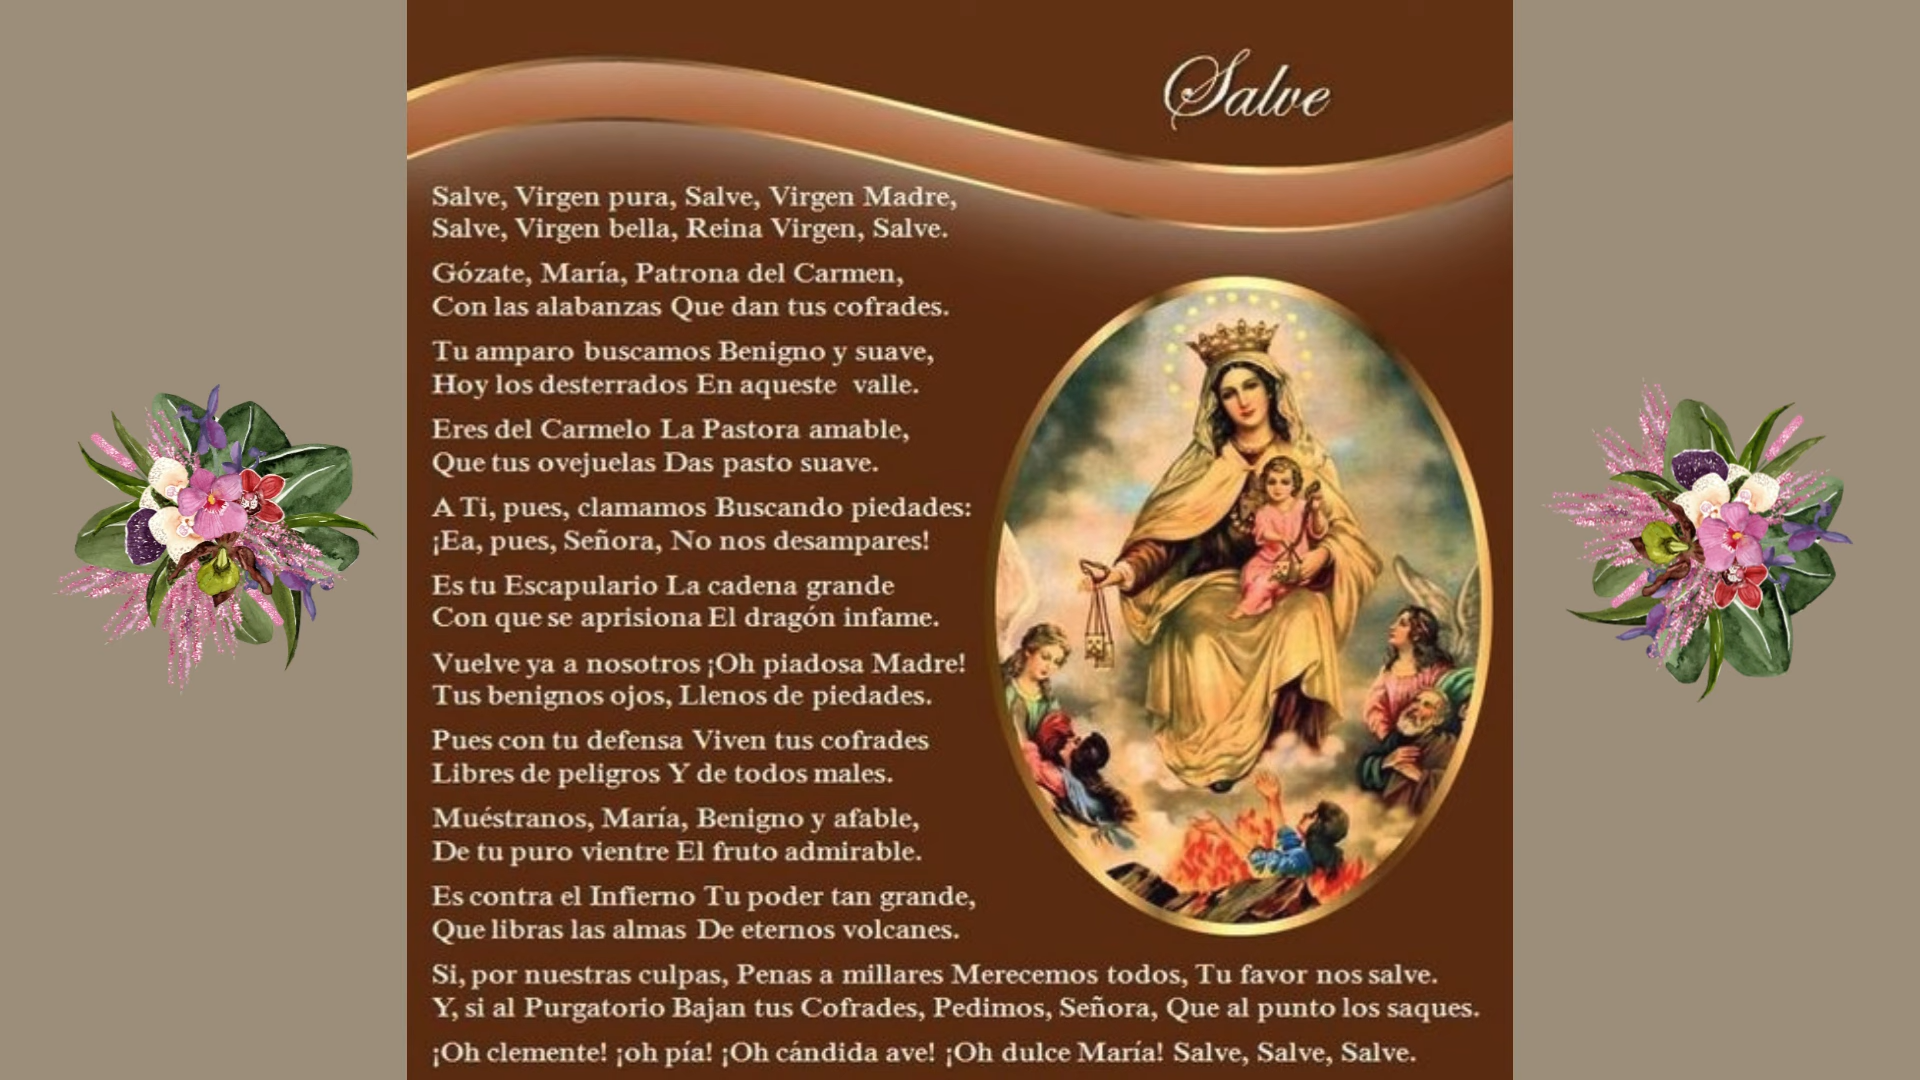 Salve
Salve, Virgen pura, Salve, Virgen Madre,
Salve, Virgen bella, Reina Virgen, Salve.
Gózate, María, Patrona del Carmen,
Con las alabanzas Que dan tus cofrades.
Tu amparo buscamos Benigno y suave,
Hoy los desterrados En aqueste valle.
Eres del Carmelo La Pastora amable,
Que tus ovejuelas Das pasto suave.
A Ti, pues, clamamos Buscando piedades:
¡Ea, pues, Señora, No nos desampares!
Es tu Escapulario La cadena grande
Con que se aprisiona El dragón infame.
Vuelve ya a nosotros ¡Oh piadosa Madre!
Tus benignos ojos, Llenos de piedades.
Pues con tu defensa Viven tus cofrades
Libres de peligros Y de todos males.
Muéstranos, María, Benigno y afable,
De tu puro vientre El fruto admirable.
Es contra el Infierno Tu poder tan grande,
Que libras las almas De eternos volcanes.
Si, por nuestras culpas, Penas a millares Merecemos todos, Tu favor nos salve.
Y, si al Purgatorio Bajan tus Cofrades, Pedimos, Señora, Que al punto los saques.
¡Oh clemente! ¡oh pía! ¡Oh cándida ave! ¡Oh dulce María! Salve, Salve, Salve.